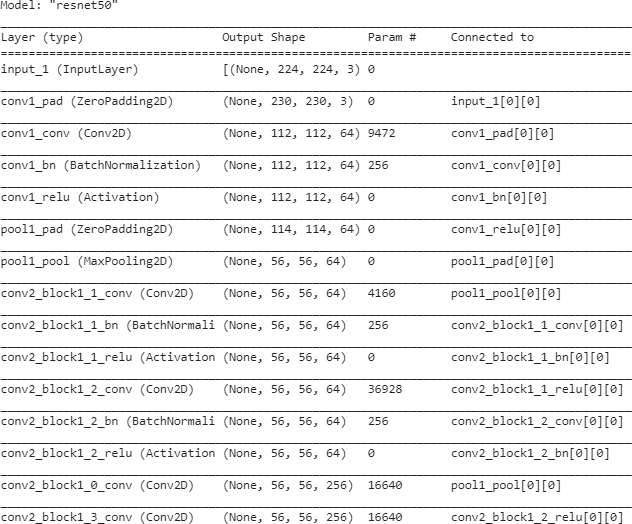 Model: "resnet50"
Layer (type) Output Shape Param # Connected to
input_1 (InputLayer) [(None, 224, 224, 3) 0
conv1_pad (ZeroPadding2D) (None, 230, 230, 3) 0 input_1[0][0]
conv1_conv (Conv2D) (None, 112, 112, 64) 9472 conv1_pad[0][0]
conv1_bn (BatchNormalization) (None, 112, 112, 64) 256 conv1_conv[0][0]
conv1_relu (Activation) (None, 112, 112, 64) 0 conv1_bn[0][0]
pool1_pad (ZeroPadding2D) (None, 114, 114, 64) 0 conv1_relu[0][0]
pool1_pool (MaxPooling2D) (None, 56, 56, 64) 0 pool1_pad[0][0]
conv2_block1_1_conv (Conv2D) (None, 56, 56, 64) 4160 pool1_pool[0][0]
conv2_block1_1_bn (BatchNormali (None, 56, 56, 64) 256 conv2_block1_1_conv[0][0]
conv2_block1_1_relu (Activation (None, 56, 56, 64) 0 conv2_block1_1_bn[0][0]
conv2_block1_2_conv (Conv2D) (None, 56, 56, 64) 36928 conv2_block1_1_relu[0][0]
conv2_block1_2_bn (BatchNormali (None, 56, 56, 64) 256 conv2_block1_2_conv[0][0]
conv2_block1_2_relu (Activation (None, 56, 56, 64) 0 conv2_block1_2_bn[0][0]
conv2_block1_0_conv (Conv2D) (None, 56, 56, 256) 16640 pool1_pool[0][0]
conv2_block1_3_conv (Conv2D) (None, 56, 56, 256) 16640 conv2_block1_2_relu[0][0]